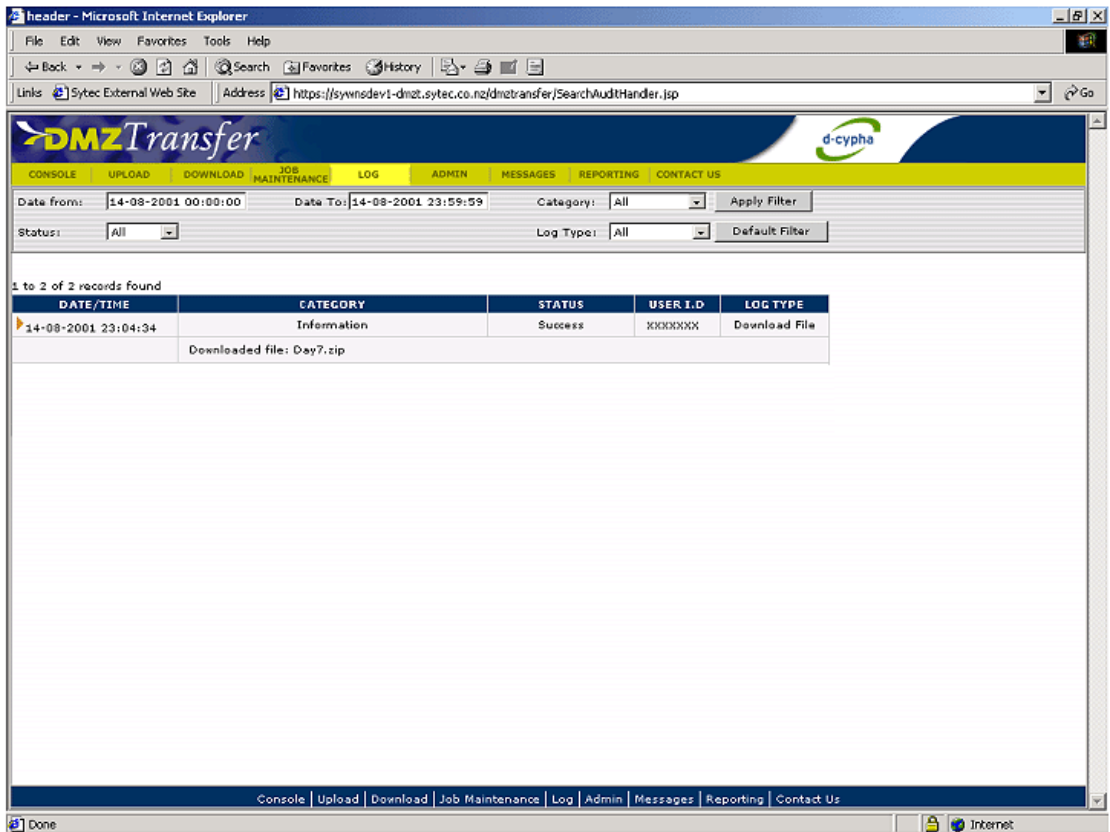 header - Microsoft Internet Explorer
File Edit View Favorites Tools Help
Back Search Favorites History
Links Sytec External Web Site Address https://sywnsdev1-dmzt.sytec.co.nz/dmztransfer/SearchAuditHandler.jsp Go
DMZTransfer d-cypha
CONSOLE UPLOAD DOWNLOAD JOB MAINTENANCE LOG ADMIN MESSAGES REPORTING CONTACT US
Date from: 14-08-2001 00:00:00 Date To: 14-08-2001 23:59:59 Category: All Apply Filter
Status: All Log Type: All Default Filter
1 to 2 of 2 records found
DATE/TIME CATEGORY STATUS USER I.D LOG TYPE
14-08-2001 23:04:34 Information Success XXXXXXX Download File
Downloaded file: Day7.zip
Console | Upload | Download | Job Maintenance | Log | Admin | Messages | Reporting | Contact Us
Done Internet